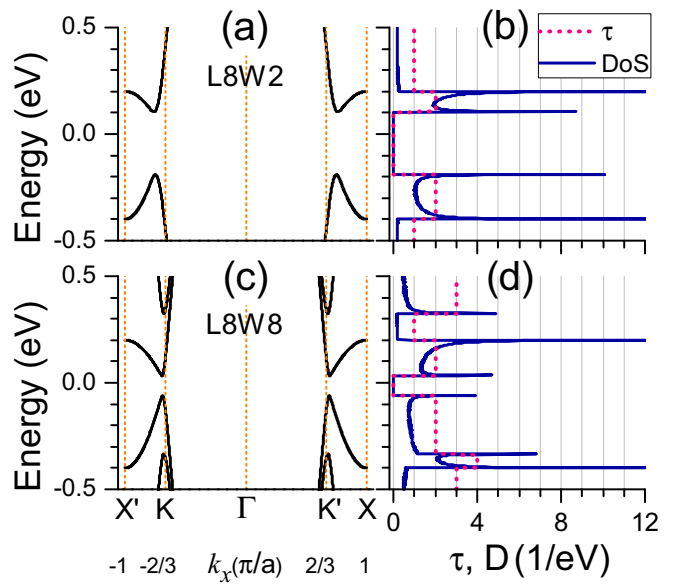 (a)
L8W2
(b)
τ
DoS
Energy (eV)
0.5
0.0
-0.5
(c)
L8W8
(d)
Energy (eV)
0.5
0.0
-0.5
X' K Γ K' X
0 4 8 12
-1 -2/3 kₓ(π/a) 2/3 1
τ, D (1/eV)